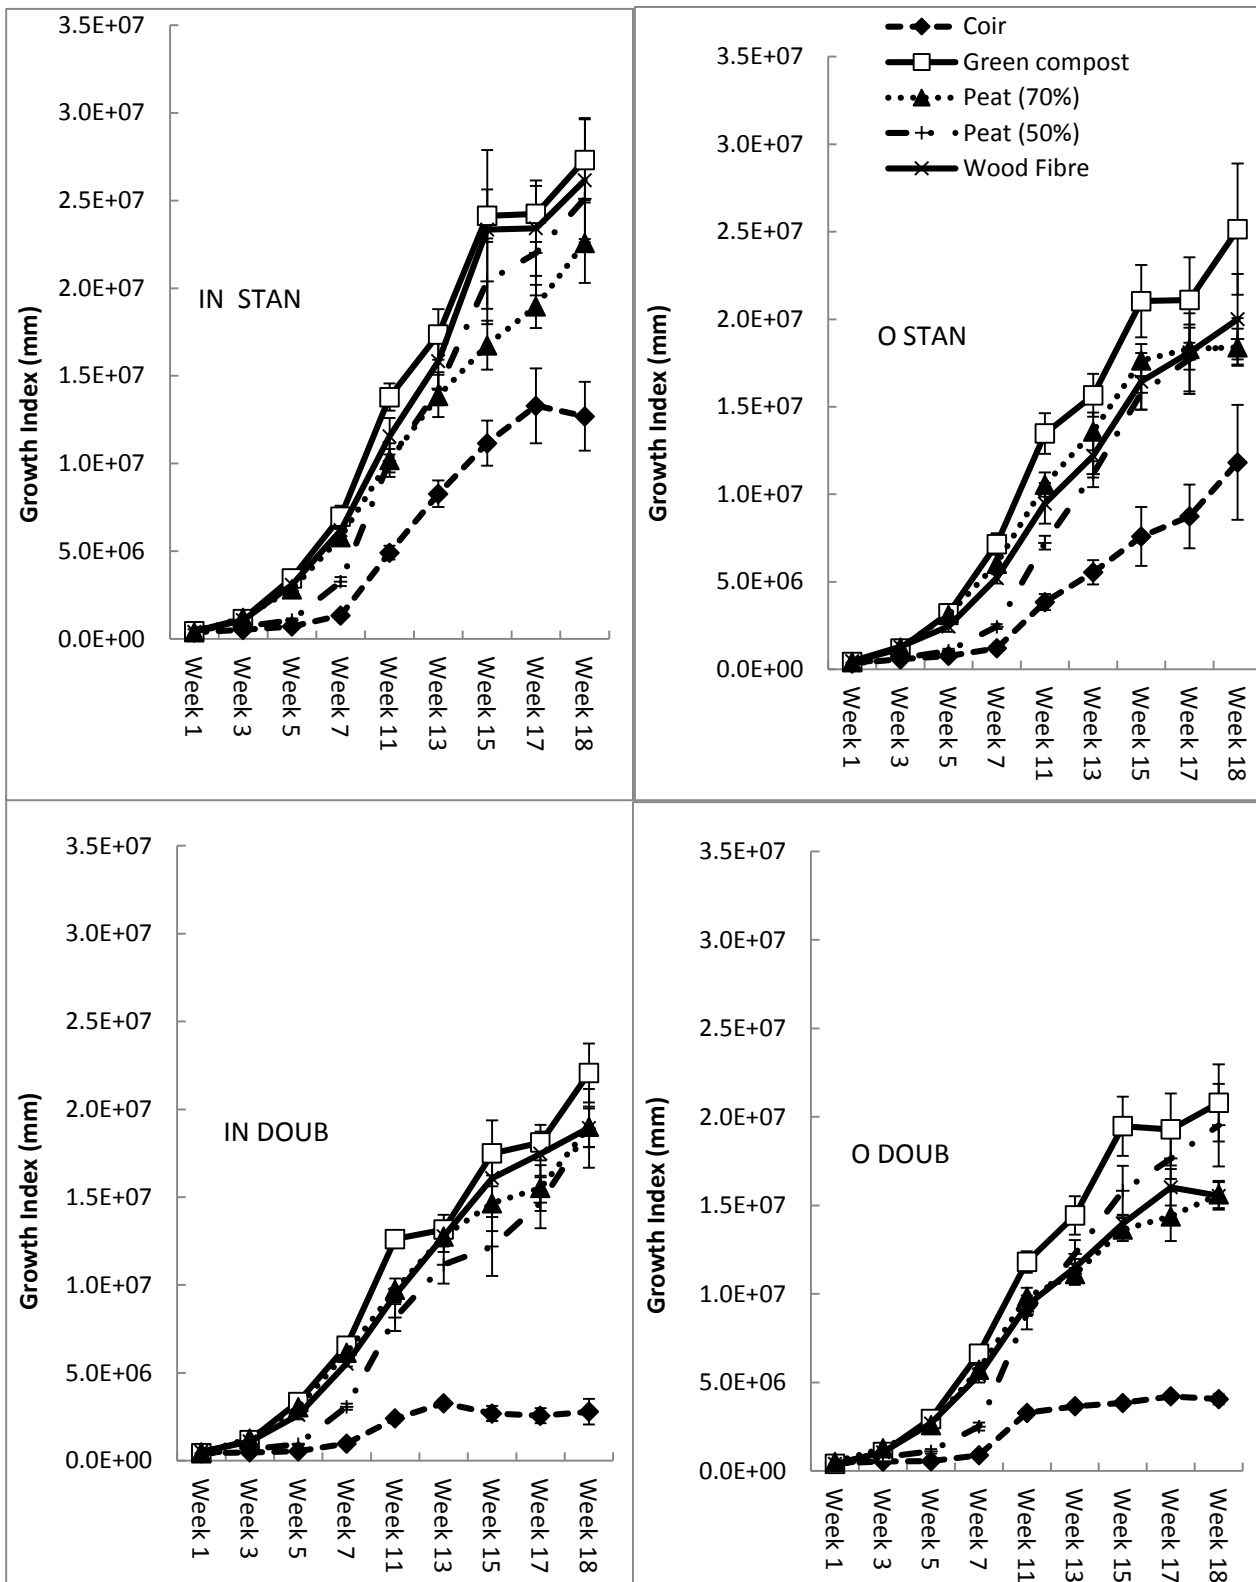 3.5E+07
3.0E+07
2.5E+07
2.0E+07
1.5E+07
1.0E+07
5.0E+06
0.0E+00
Growth Index (mm)
IN STAN
Week 1
Week 3
Week 5
Week 7
Week 11
Week 13
Week 15
Week 17
Week 18
Coir
Green compost
Peat (70%)
Peat (50%)
Wood Fibre
3.5E+07
3.0E+07
2.5E+07
2.0E+07
1.5E+07
1.0E+07
5.0E+06
0.0E+00
Growth Index (mm)
O STAN
Week 1
Week 3
Week 5
Week 7
Week 11
Week 13
Week 15
Week 17
Week 18
3.5E+07
3.0E+07
2.5E+07
2.0E+07
1.5E+07
1.0E+07
5.0E+06
0.0E+00
Growth Index (mm)
IN DOUB
Week 1
Week 3
Week 5
Week 7
Week 11
Week 13
Week 15
Week 17
Week 18
3.5E+07
3.0E+07
2.5E+07
2.0E+07
1.5E+07
1.0E+07
5.0E+06
0.0E+00
Growth Index (mm)
O DOUB
Week 1
Week 3
Week 5
Week 7
Week 11
Week 13
Week 15
Week 17
Week 18